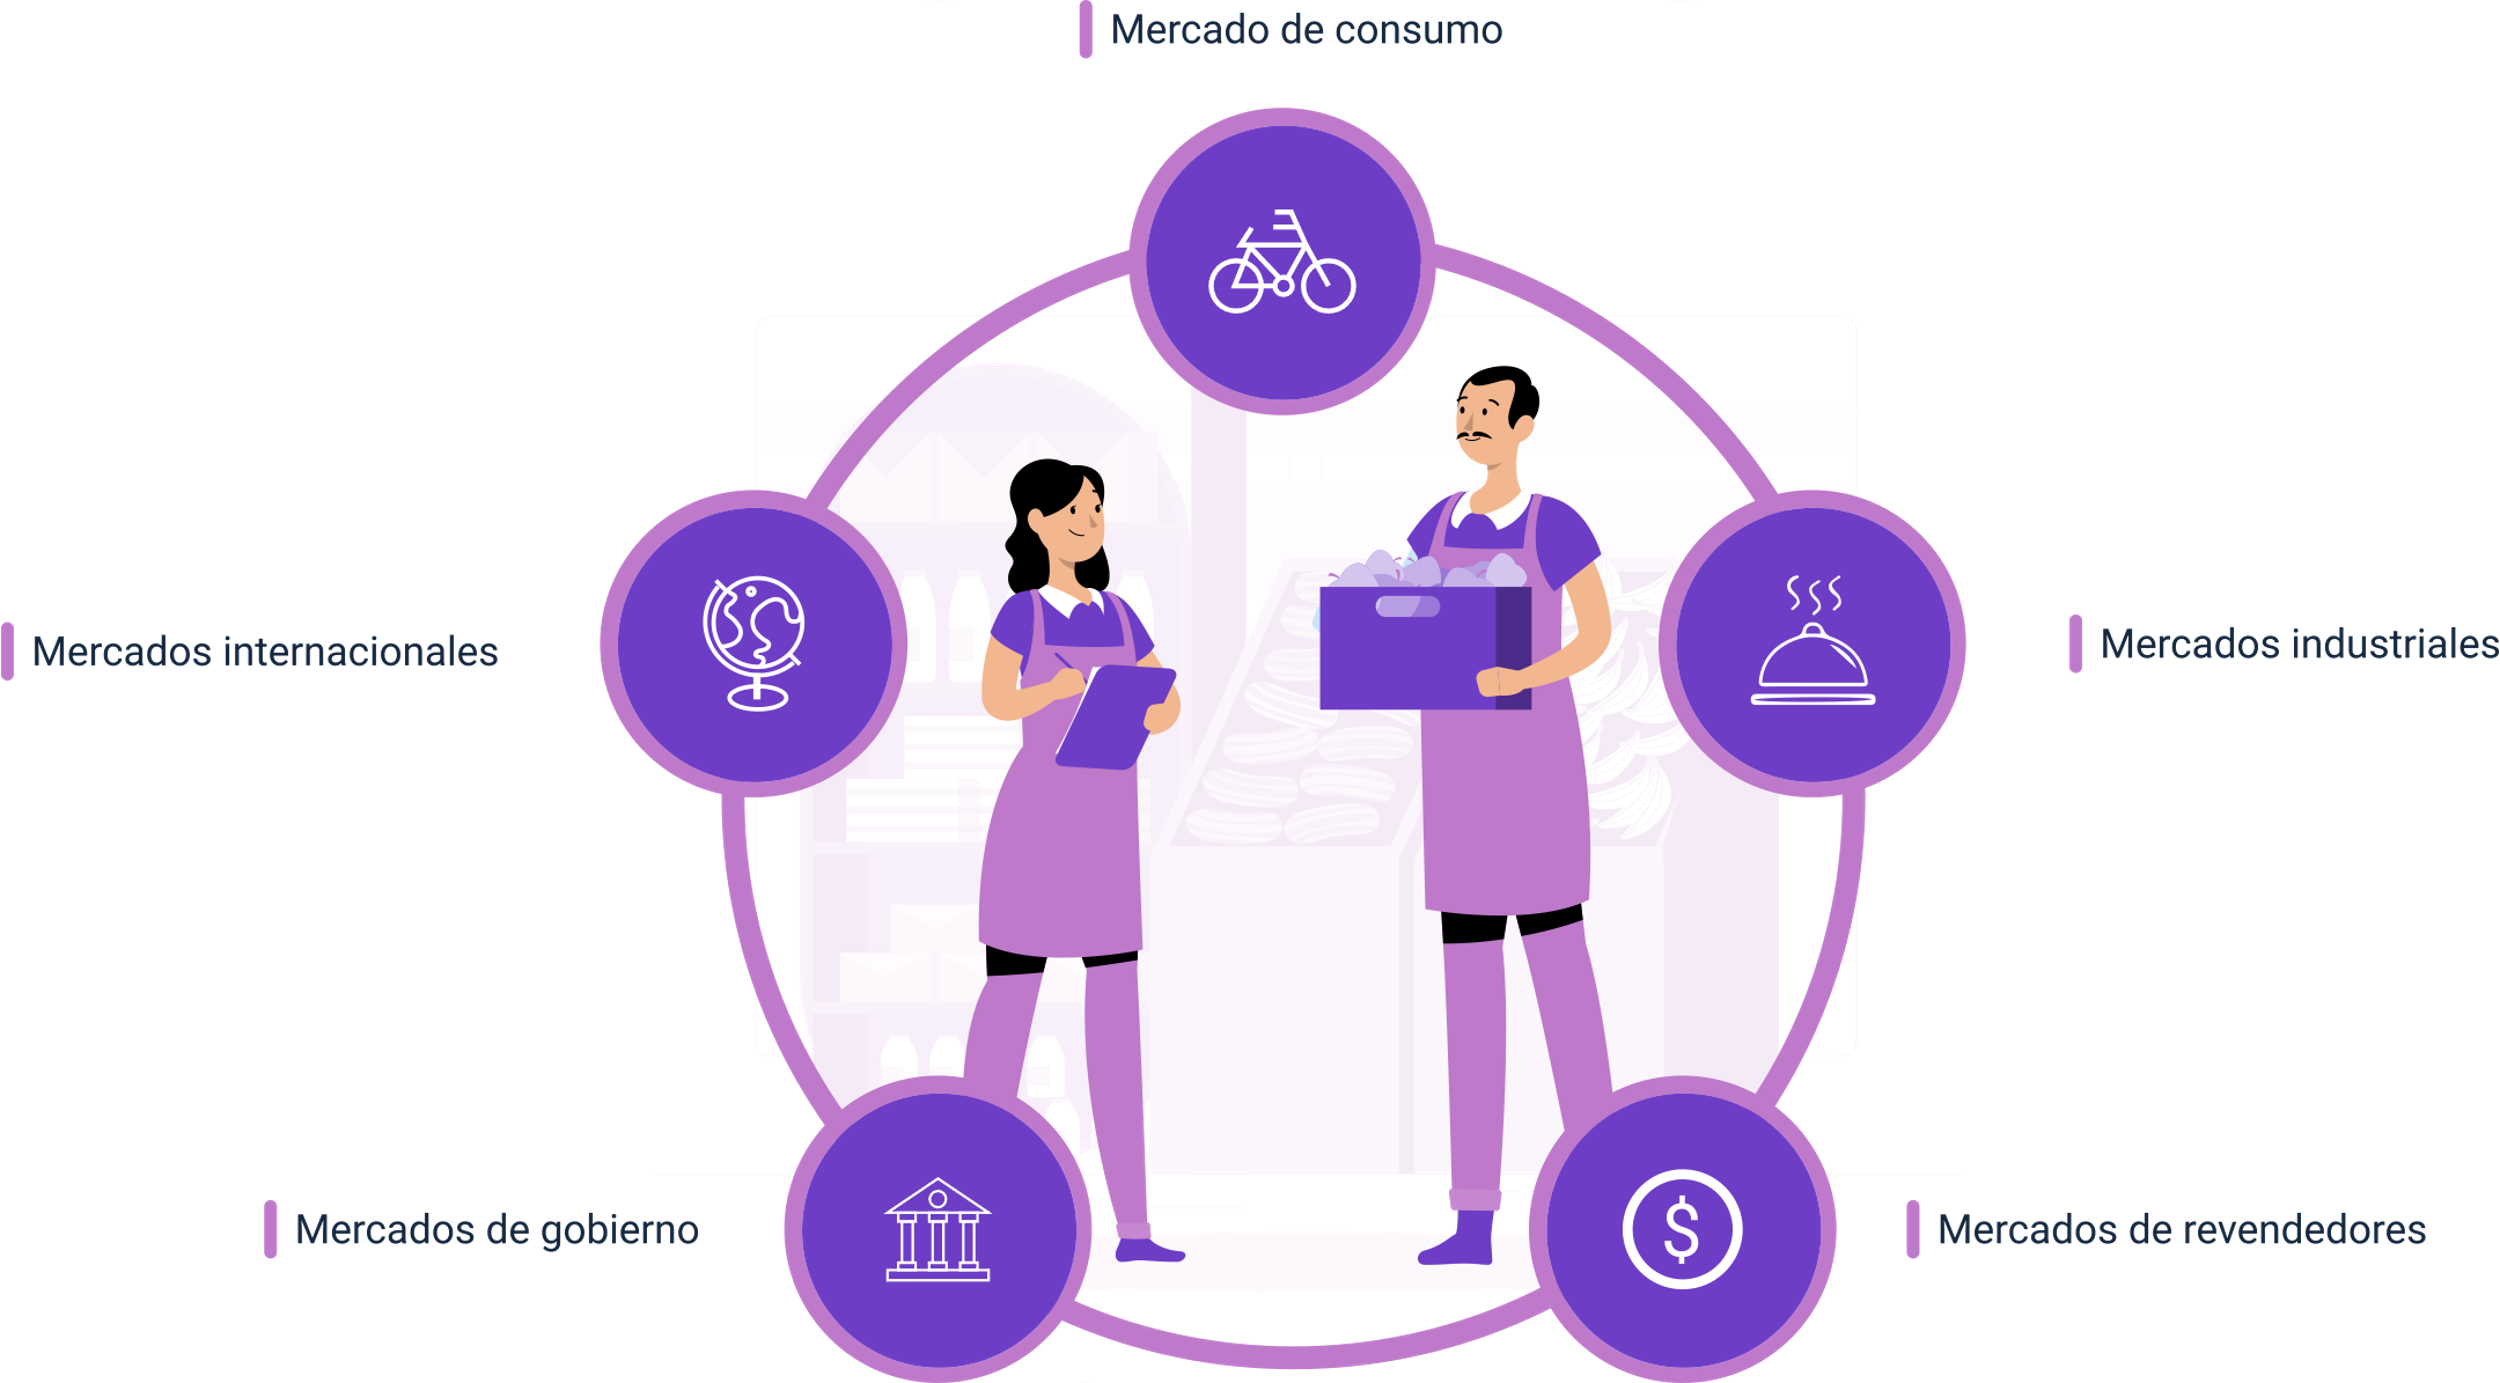 Mercado de consumo
Mercados internacionales
Mercados industriales
Mercados de gobierno
Mercados de revendedores